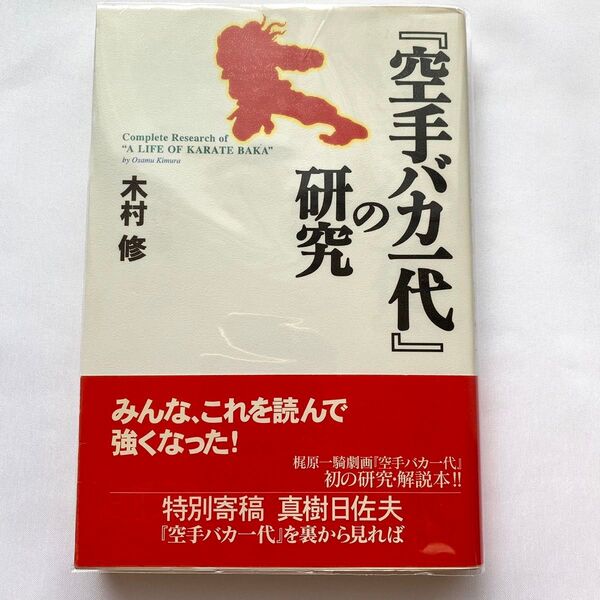 『空手バカ一代』
の
研究
Complete Research of
“A LIFE OF KARATE BAKA”
by Osamu Kimura
木村 修
みんな、これを読んで
強くなった!
梶原一騎劇画『空手バカ一代』
初の研究・解説本!!
特別寄稿 真樹日佐夫
『空手バカ一代』を裏から見れば